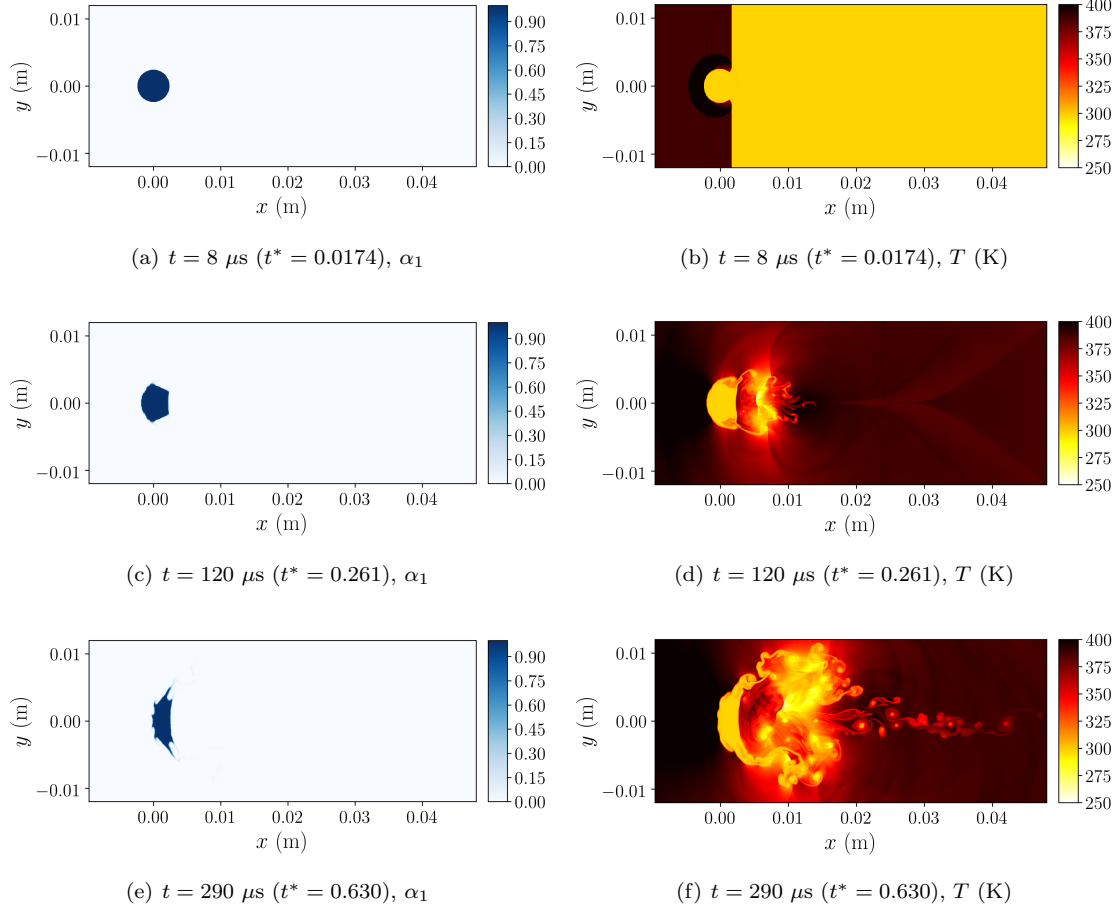 0.01
0.00
−0.01
y (m)
0.00 0.01 0.02 0.03 0.04
x (m)
0.90
0.75
0.60
0.45
0.30
0.15
0.00
(a) t = 8 μs (t* = 0.0174), α₁
0.01
0.00
−0.01
y (m)
0.00 0.01 0.02 0.03 0.04
x (m)
400
375
350
325
300
275
250
(b) t = 8 μs (t* = 0.0174), T (K)
0.01
0.00
−0.01
y (m)
0.00 0.01 0.02 0.03 0.04
x (m)
0.90
0.75
0.60
0.45
0.30
0.15
0.00
(c) t = 120 μs (t* = 0.261), α₁
0.01
0.00
−0.01
y (m)
0.00 0.01 0.02 0.03 0.04
x (m)
400
375
350
325
300
275
250
(d) t = 120 μs (t* = 0.261), T (K)
0.01
0.00
−0.01
y (m)
0.00 0.01 0.02 0.03 0.04
x (m)
0.90
0.75
0.60
0.45
0.30
0.15
0.00
(e) t = 290 μs (t* = 0.630), α₁
0.01
0.00
−0.01
y (m)
0.00 0.01 0.02 0.03 0.04
x (m)
400
375
350
325
300
275
250
(f) t = 290 μs (t* = 0.630), T (K)